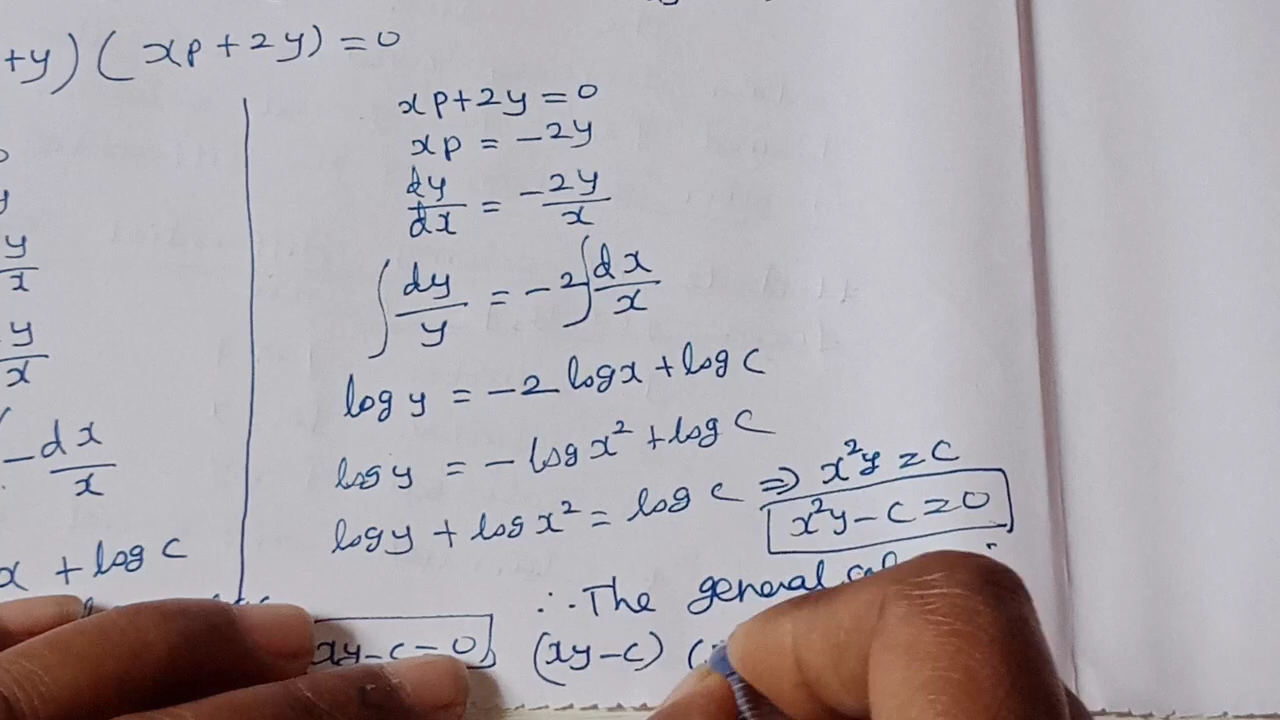 +y) (xp+2y) = 0
xp+2y = 0
xp = -2y
dy/dx = -2y/x
∫ dy/y = -2∫ dx/x
log y = -2 log x + log c
log y = - log x² + log c
log y + log x² = log c ⇒ x²y = c
x²y - c = 0
y/x
y/x
-dx/x
x + log c
xy - c = 0
∴ The general
(xy-c) (